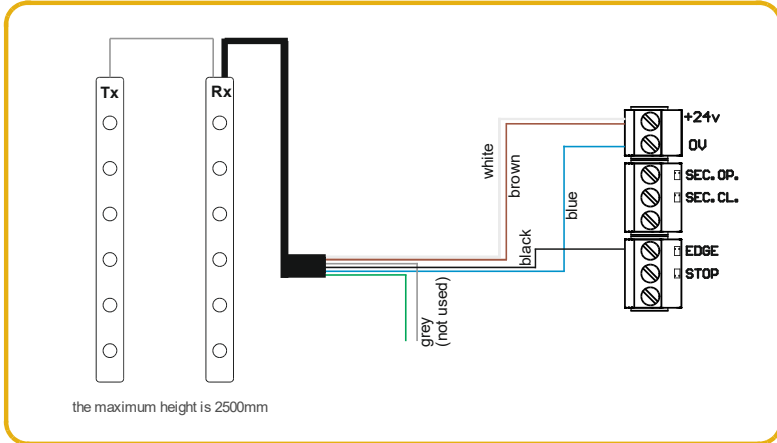 Tx
Rx
white
brown
blue
black
grey
(not used)
+24v
0V
SEC.OP.
SEC.CL.
EDGE
STOP
the maximum height is 2500mm